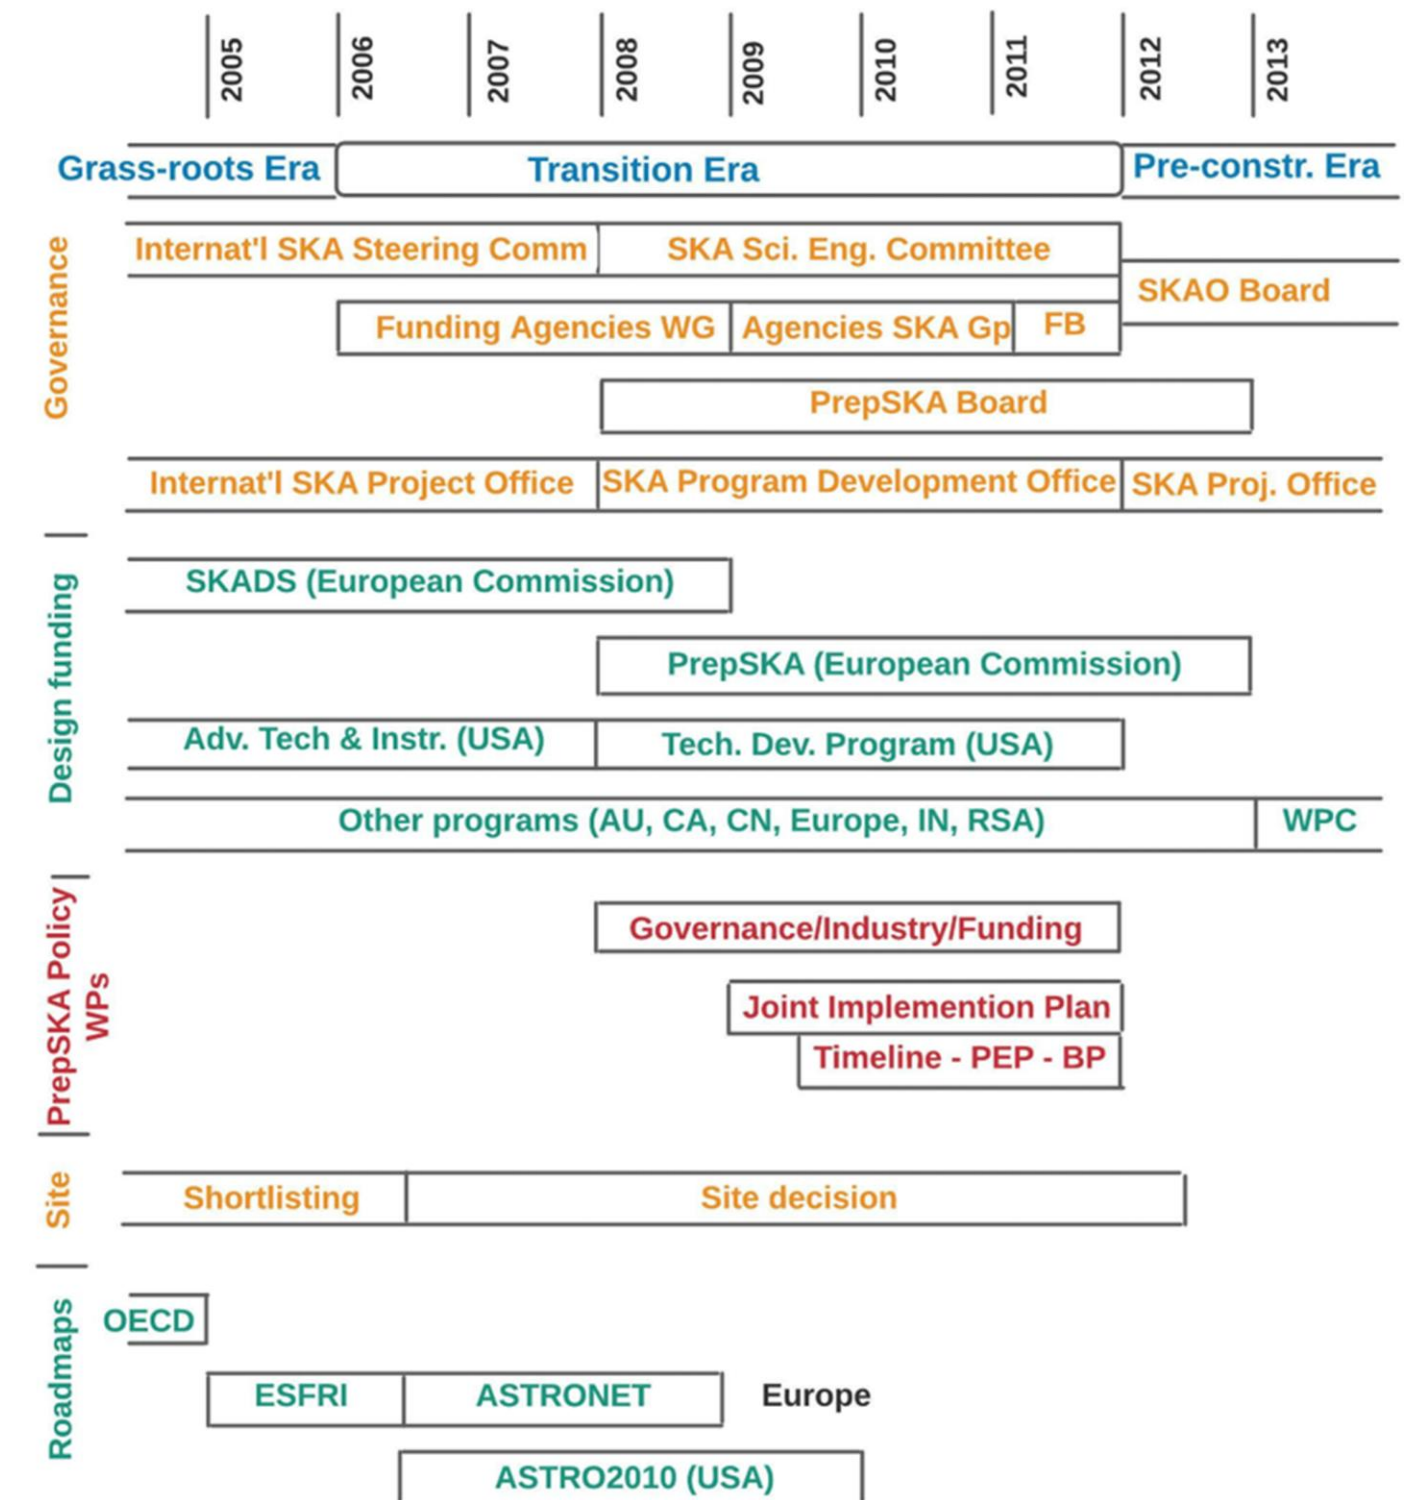 2005
2006
2007
2008
2009
2010
2011
2012
2013
Grass-roots Era
Transition Era
Pre-constr. Era
Governance
Internat'l SKA Steering Comm
SKA Sci. Eng. Committee
SKAO Board
Funding Agencies WG
Agencies SKA Gp
FB
PrepSKA Board
Internat'l SKA Project Office
SKA Program Development Office
SKA Proj. Office
Design funding
SKADS (European Commission)
PrepSKA (European Commission)
Adv. Tech & Instr. (USA)
Tech. Dev. Program (USA)
Other programs (AU, CA, CN, Europe, IN, RSA)
WPC
PrepSKA Policy
WPs
Governance/Industry/Funding
Joint Implemention Plan
Timeline - PEP - BP
Site
Shortlisting
Site decision
Roadmaps
OECD
ESFRI
ASTRONET
Europe
ASTRO2010 (USA)